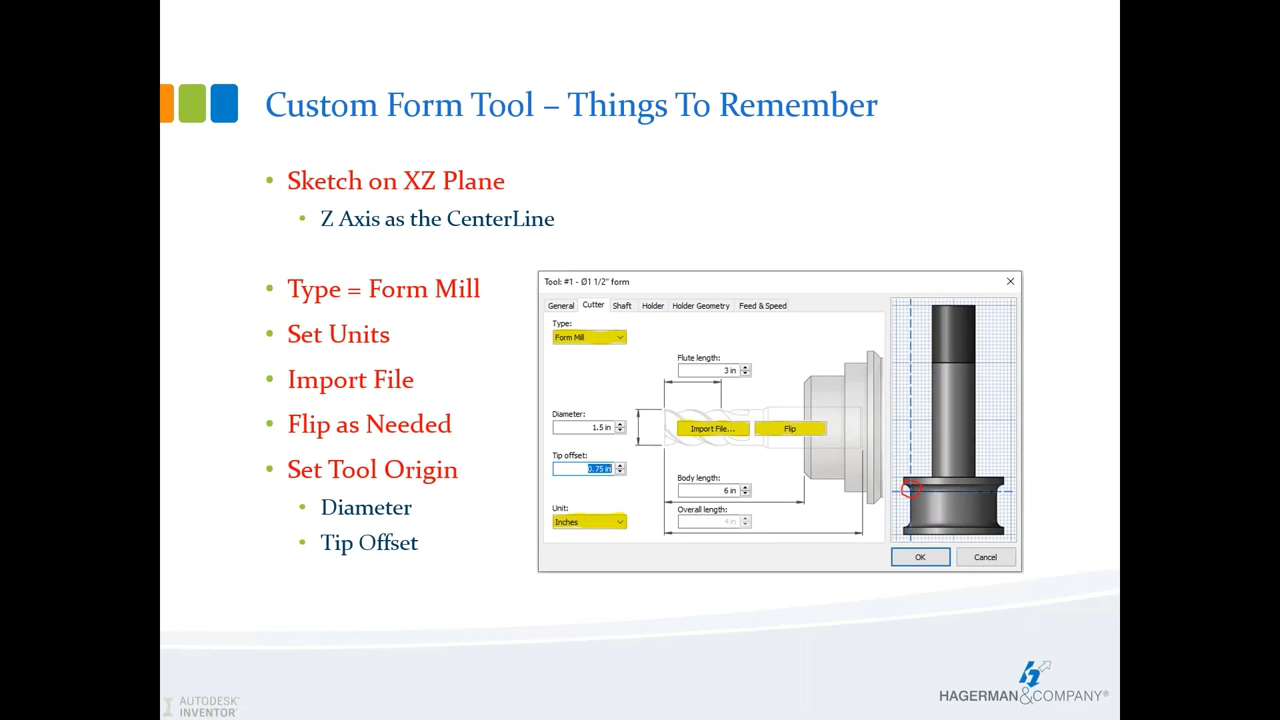 Custom Form Tool – Things To Remember
• Sketch on XZ Plane
• Z Axis as the CenterLine
• Type = Form Mill
• Set Units
• Import File
• Flip as Needed
• Set Tool Origin
• Diameter
• Tip Offset
Tool: #1 - Ø1 1/2" form
General Cutter Shaft Holder Holder Geometry Feed & Speed
Type:
Form Mill
Flute length:
3 in
Diameter:
1.5 in
Import File... Flip
Tip offset:
0.75 in
Body length:
6 in
Unit:
Inches
Overall length:
4 in
OK Cancel
AUTODESK
INVENTOR
HAGERMAN&COMPANY®